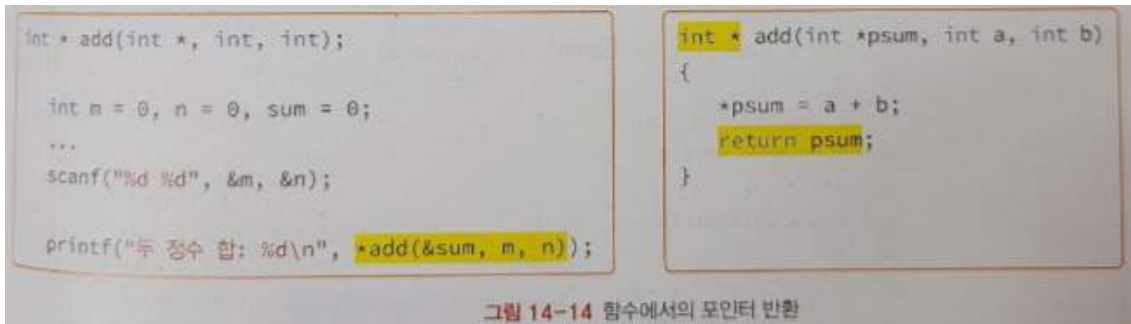 int * add(int *, int, int);
int m = 0, n = 0, sum = 0;
...
scanf("%d %d", &m, &n);
printf("두 정수 합: %d\n", *add(&sum, m, n));
int * add(int *psum, int a, int b)
{
*psum = a + b;
return psum;
}
그림 14-14 함수에서의 포인터 반환